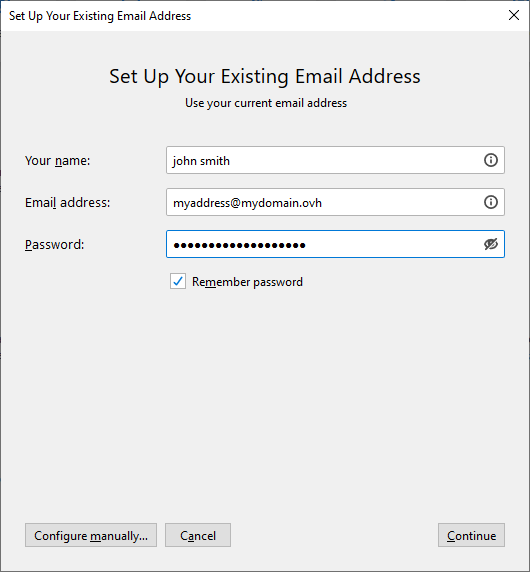 Set Up Your Existing Email Address
Set Up Your Existing Email Address
Use your current email address
Your name: john smith
Email address: myaddress@mydomain.ovh
Password: ●●●●●●●●●●●●●●●●●●●
Remember password
Configure manually... Cancel Continue